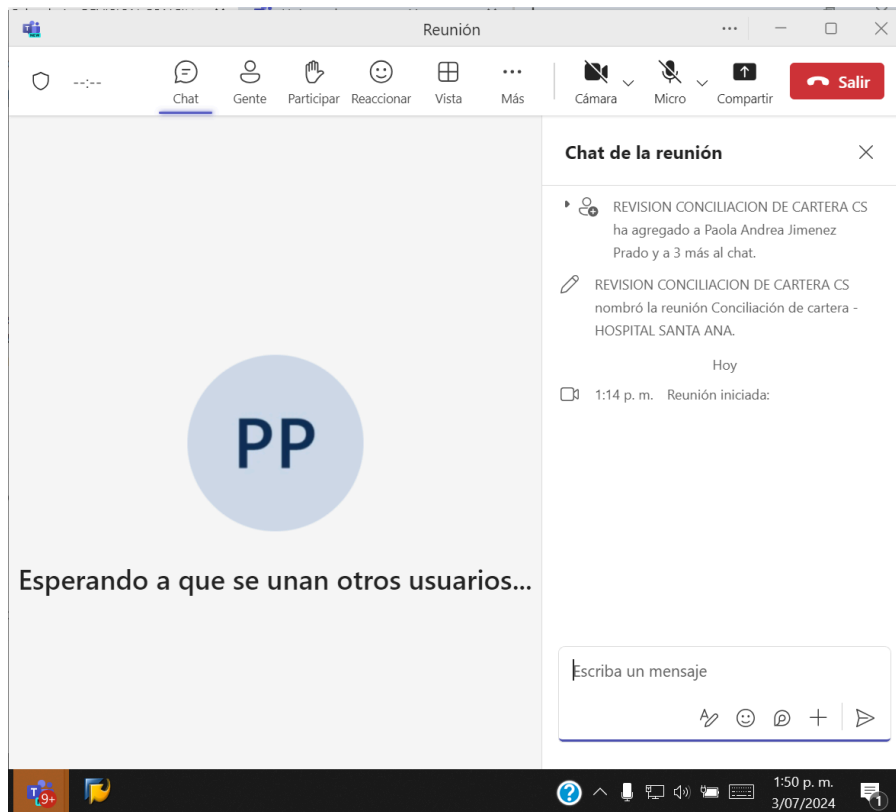 Reunión
--:--
Chat
Gente
Participar
Reaccionar
Vista
Más
Cámara
Micro
Compartir
Salir
Chat de la reunión
REVISION CONCILIACION DE CARTERA CS
ha agregado a Paola Andrea Jimenez
Prado y a 3 más al chat.
REVISION CONCILIACION DE CARTERA CS
nombró la reunión Conciliación de cartera -
HOSPITAL SANTA ANA.
Hoy
1:14 p. m. Reunión iniciada:
PP
Esperando a que se unan otros usuarios...
Escriba un mensaje
9+
1:50 p. m.
3/07/2024
1